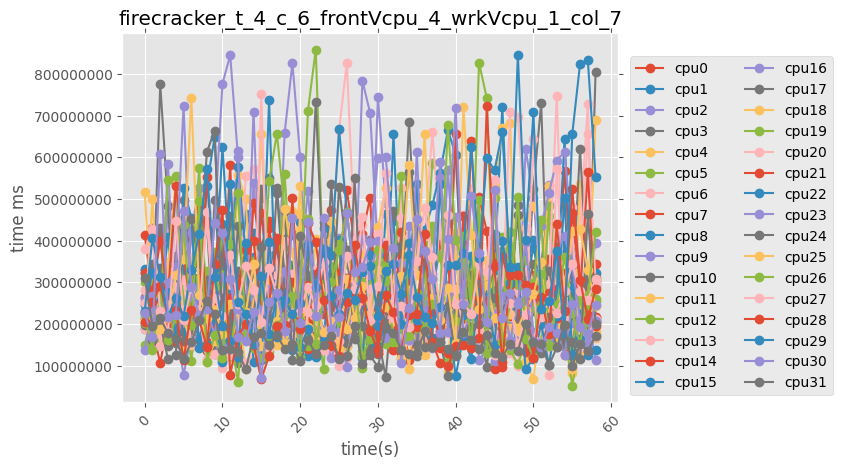 firecracker_t_4_c_6_frontVcpu_4_wrkVcpu_1_col_7
time ms
800000000
700000000
600000000
500000000
400000000
300000000
200000000
100000000
0
10
20
30
40
50
60
time(s)
cpu0
cpu1
cpu2
cpu3
cpu4
cpu5
cpu6
cpu7
cpu8
cpu9
cpu10
cpu11
cpu12
cpu13
cpu14
cpu15
cpu16
cpu17
cpu18
cpu19
cpu20
cpu21
cpu22
cpu23
cpu24
cpu25
cpu26
cpu27
cpu28
cpu29
cpu30
cpu31